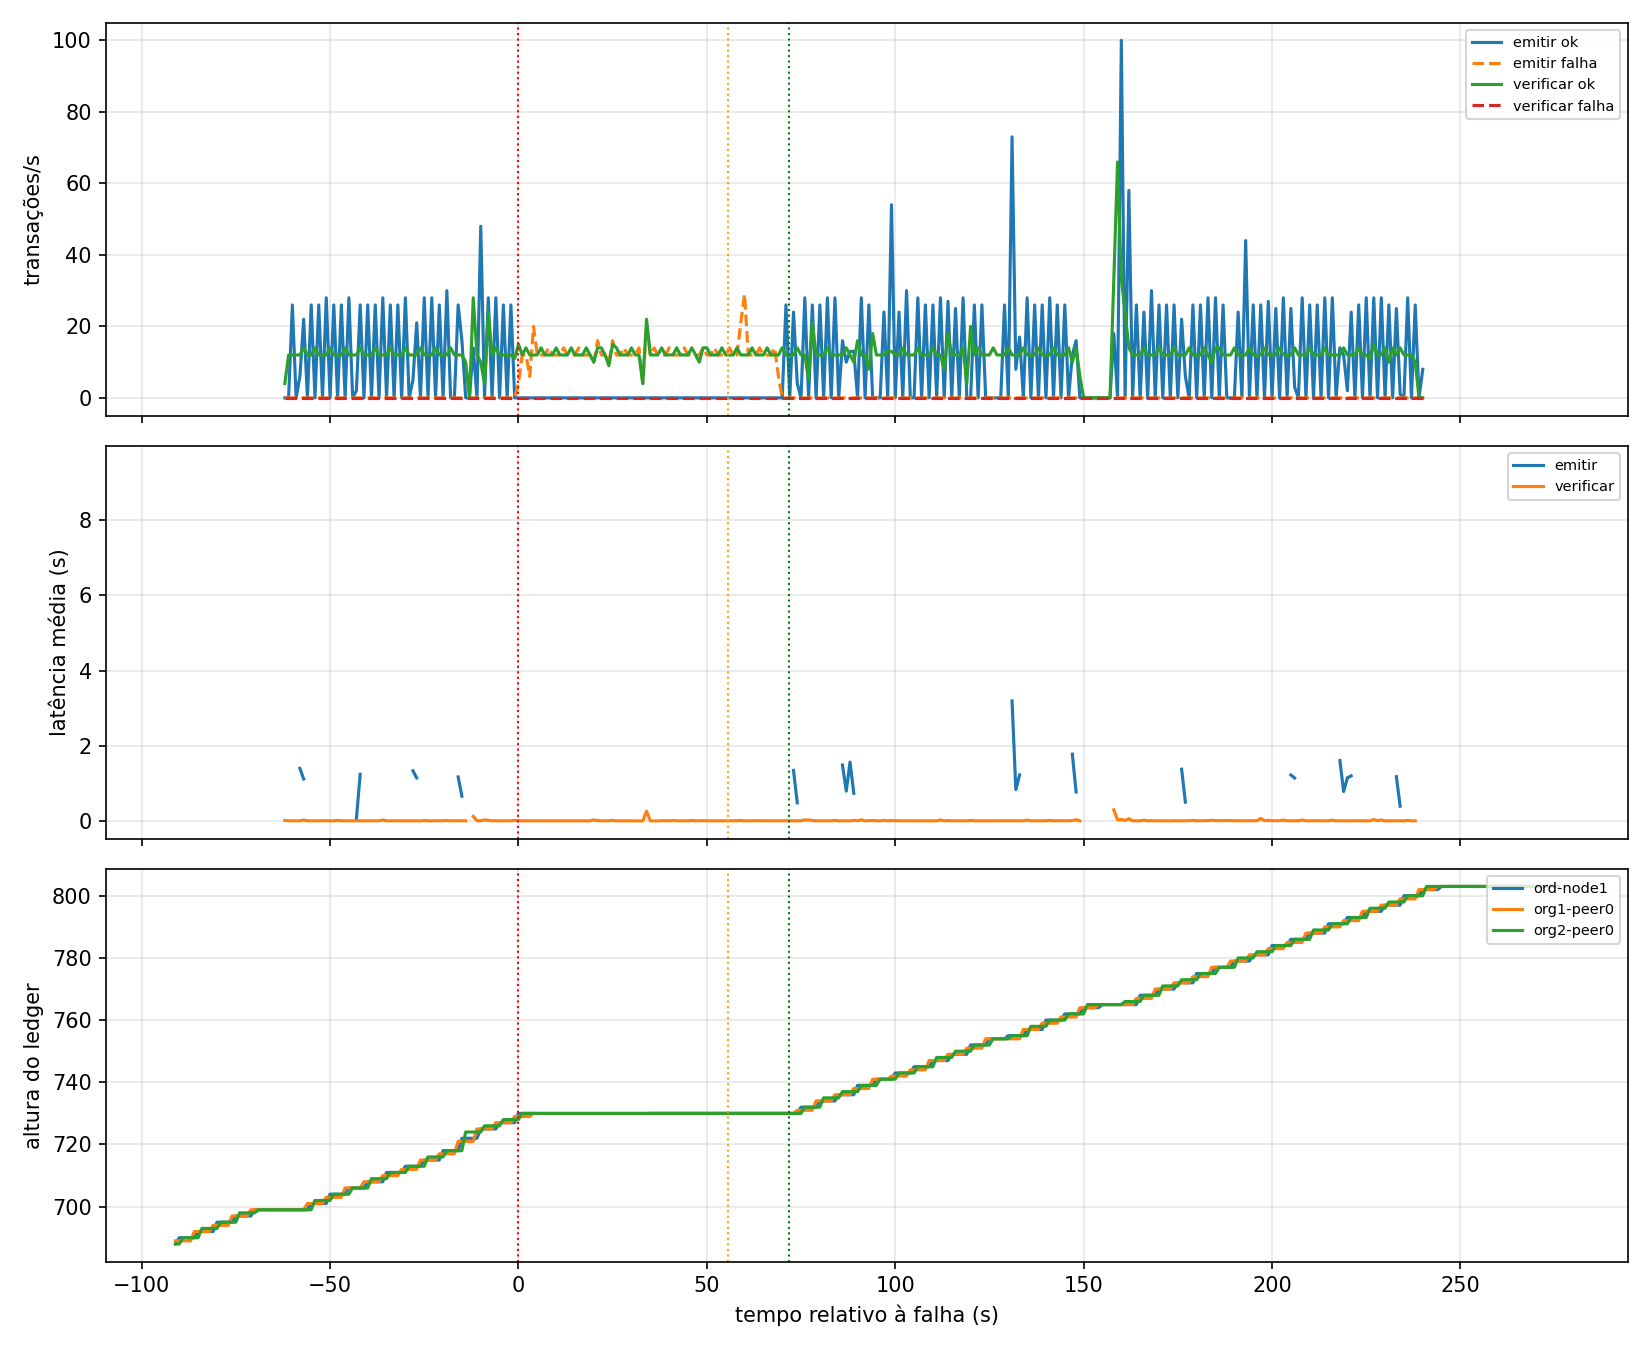 100
80
60
40
20
0
transações/s
emitir ok
emitir falha
verificar ok
verificar falha
8
6
4
2
0
latência média (s)
emitir
verificar
800
780
760
740
720
700
altura do ledger
ord-node1
org1-peer0
org2-peer0
−100 −50 0 50 100 150 200 250
tempo relativo à falha (s)